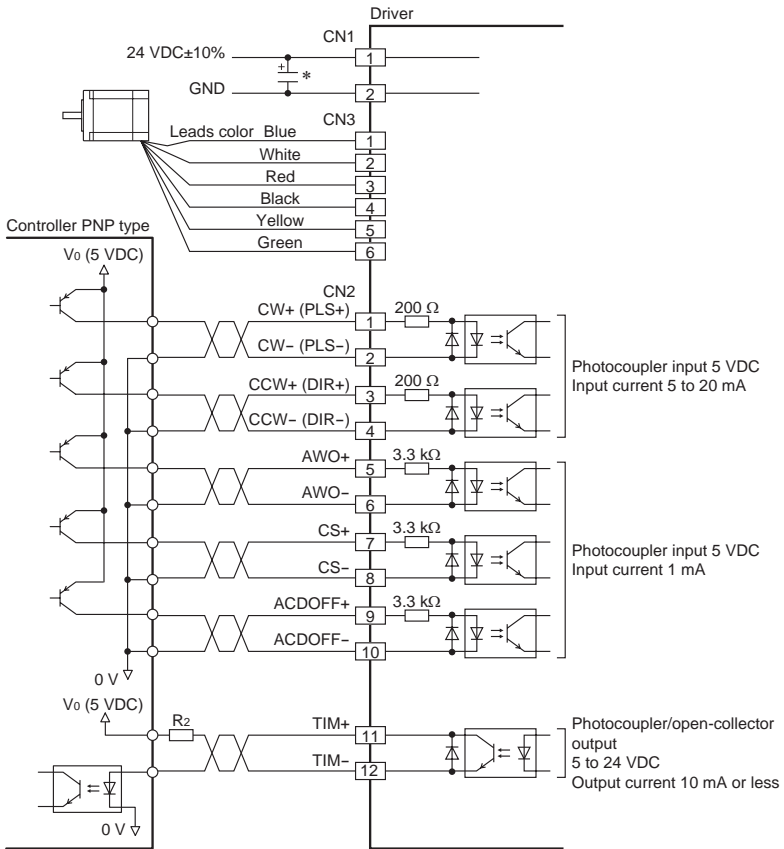 Driver
CN1
24 VDC±10%
1
+
*
GND
2
CN3
Leads color Blue
1
White
2
Red
3
Black
4
Yellow
5
Green
6
Controller PNP type
V0 (5 VDC)
CN2
CW+ (PLS+)
1
200 Ω
CW− (PLS−)
2
CCW+ (DIR+)
3
200 Ω
CCW− (DIR−)
4
Photocoupler input 5 VDC
Input current 5 to 20 mA
AWO+
5
3.3 kΩ
AWO−
6
CS+
7
3.3 kΩ
CS−
8
ACDOFF+
9
3.3 kΩ
ACDOFF−
10
Photocoupler input 5 VDC
Input current 1 mA
0 V
V0 (5 VDC)
R2
TIM+
11
TIM−
12
0 V
Photocoupler/open-collector
output
5 to 24 VDC
Output current 10 mA or less